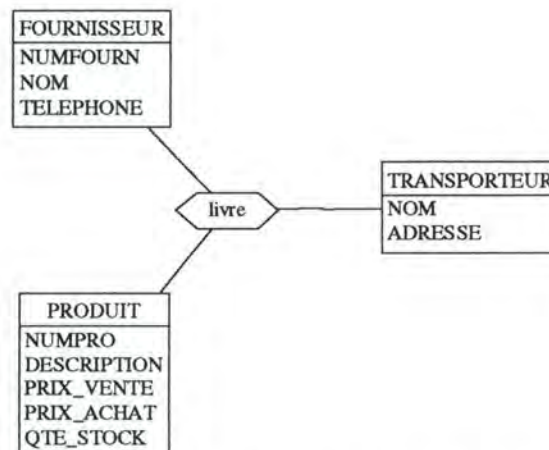 FOURNISSEUR
NUMFOURN
NOM
TELEPHONE
livre
TRANSPORTEUR
NOM
ADRESSE
PRODUIT
NUMPRO
DESCRIPTION
PRIX_VENTE
PRIX_ACHAT
QTE_STOCK